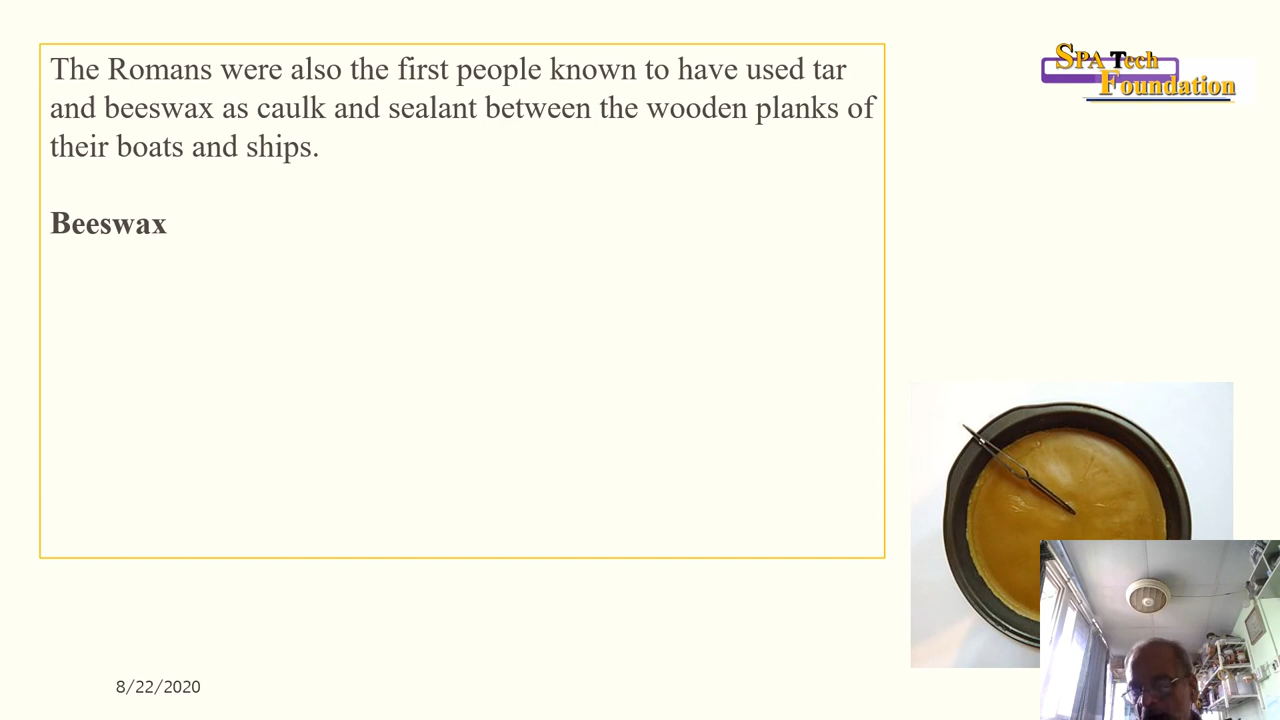 The Romans were also the first people known to have used tar
and beeswax as caulk and sealant between the wooden planks of
their boats and ships.
Beeswax
SPA Tech
Foundation
8/22/2020